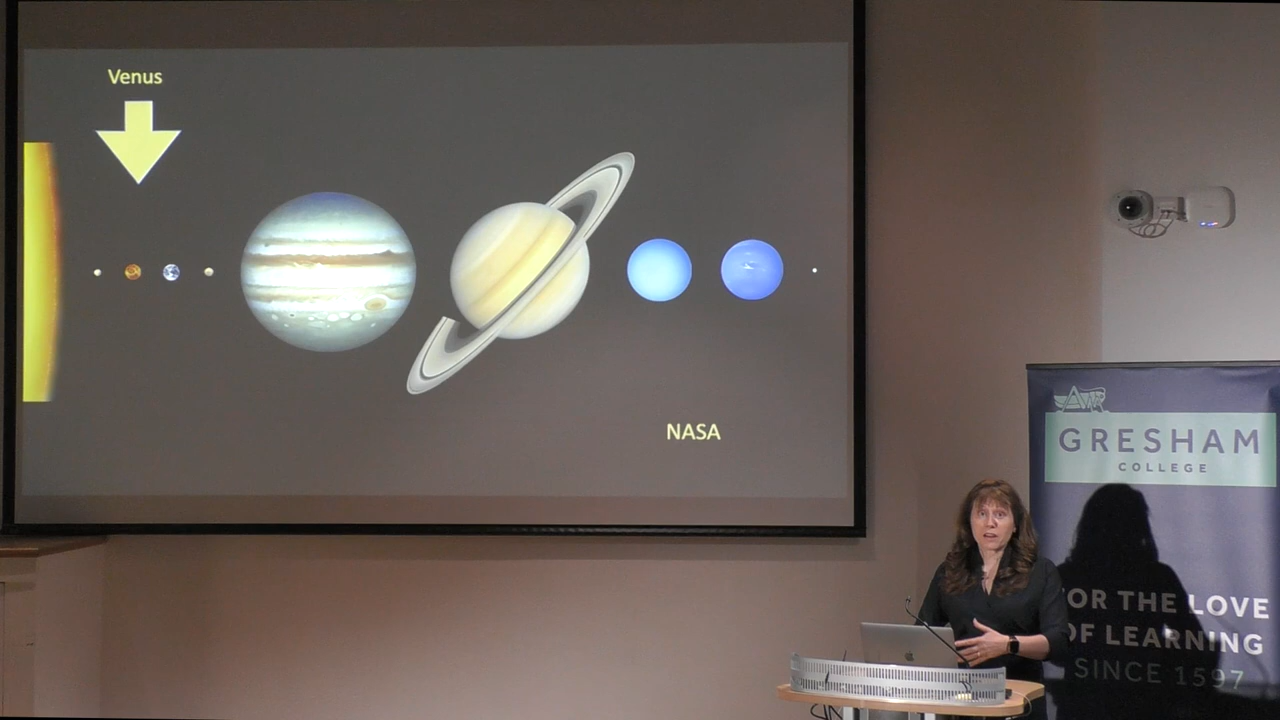 Venus
NASA
GRESHAM
COLLEGE
FOR THE LOVE
OF LEARNING
SINCE 1597